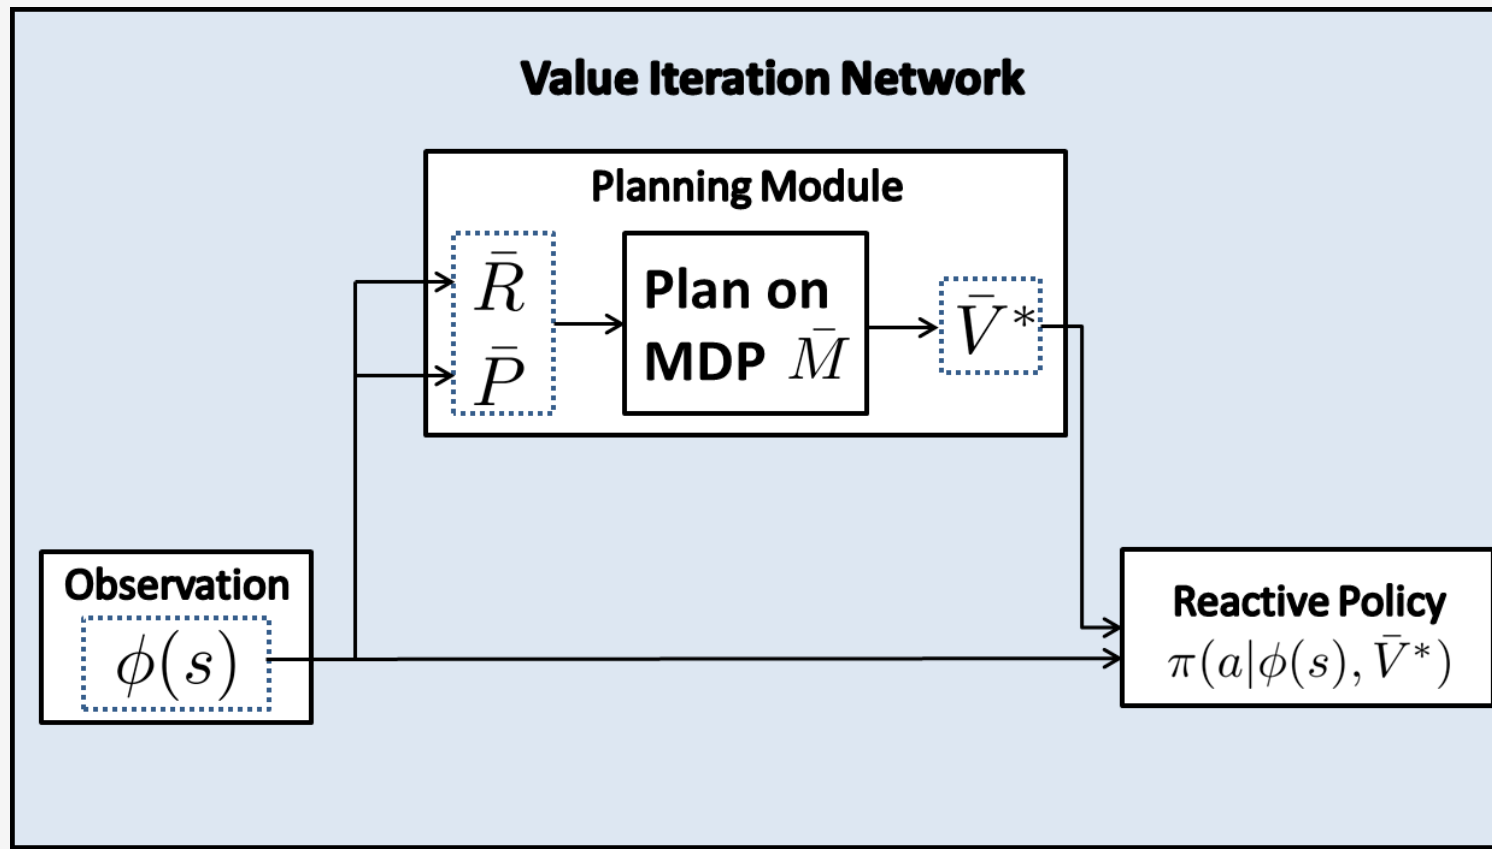 Value Iteration Network
Planning Module
R̄
P̄
Plan on
MDP M̄
V̄*
Observation
ϕ(s)
Reactive Policy
π(a|ϕ(s), V̄*)